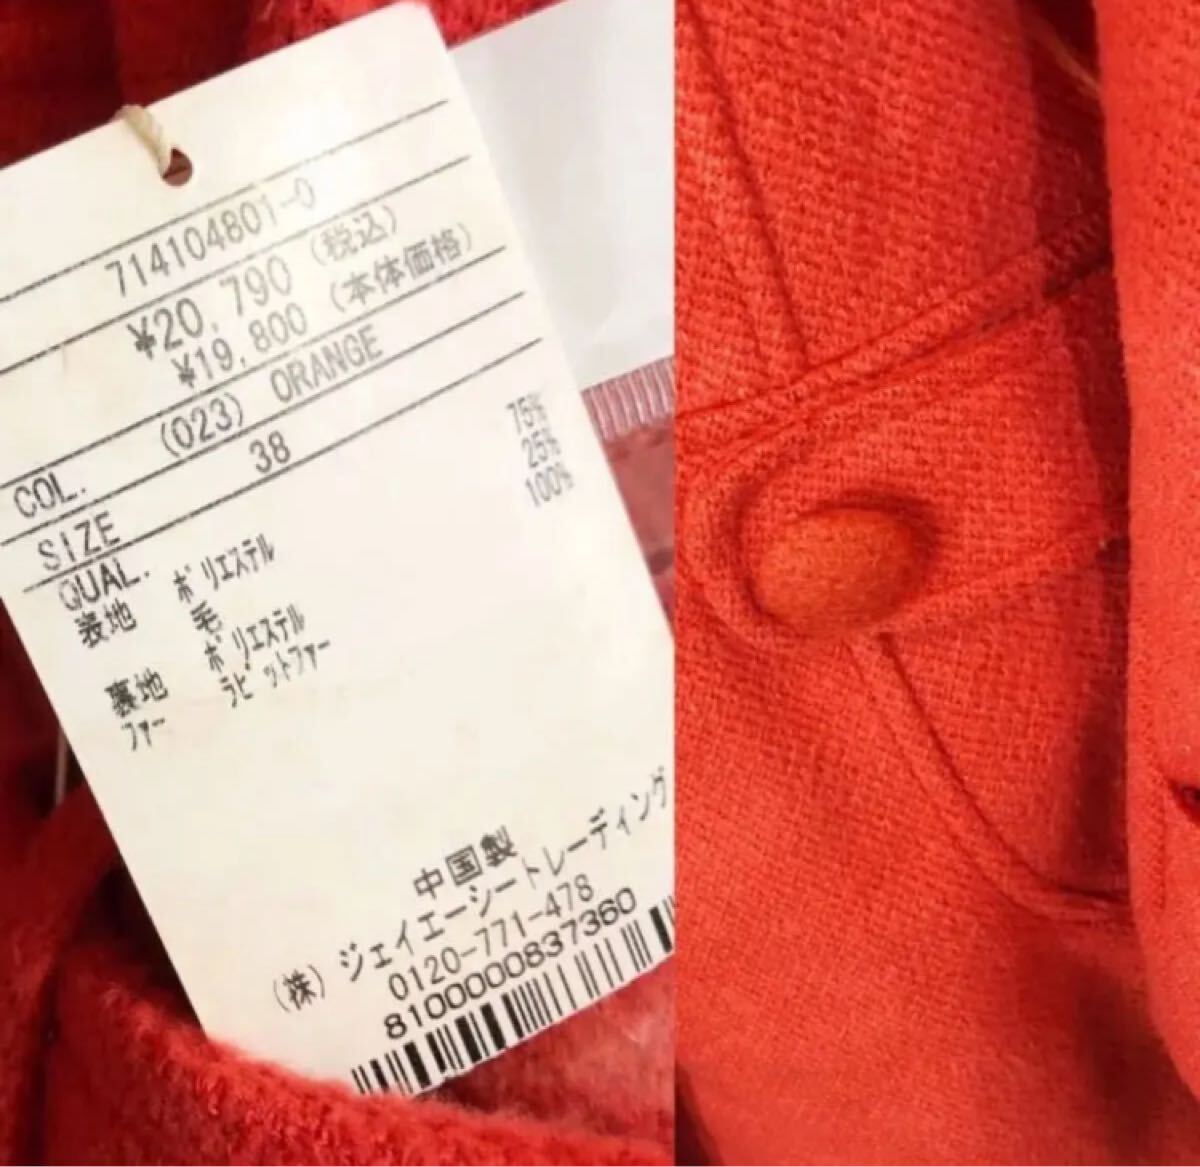 714104801-0
¥20,790 (税込)
¥19,800 (本体価格)
COL. (023) ORANGE
SIZE 38
QUAL.
表地 ポリエステル 75%
毛 25%
裏地 ポリエステル 100%
ファー ラビットファー
中国製
(株) ジェイエーシートレーディング
0120-771-478
8100000837360